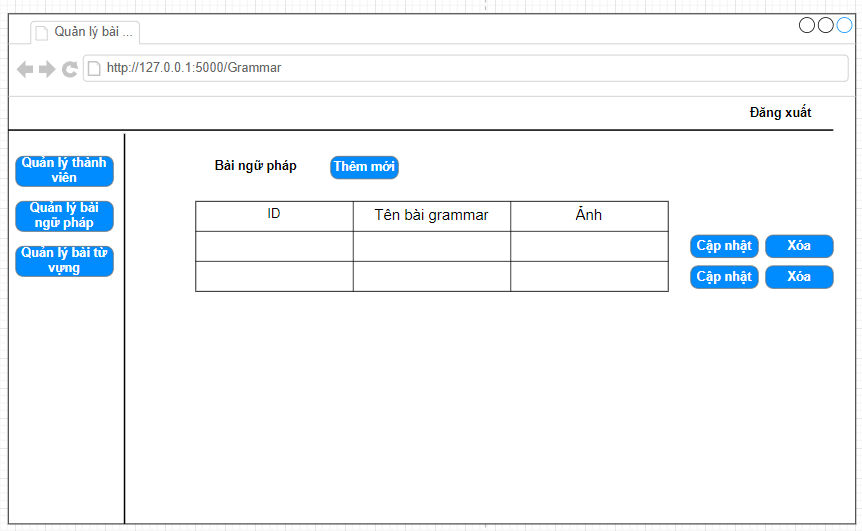 Quản lý bài ...
http://127.0.0.1:5000/Grammar
Đăng xuất
Quản lý thành
viên
Quản lý bài
ngữ pháp
Quản lý bài từ
vựng
Bài ngữ pháp
Thêm mới
ID
Tên bài grammar
Ảnh
Cập nhật
Xóa
Cập nhật
Xóa